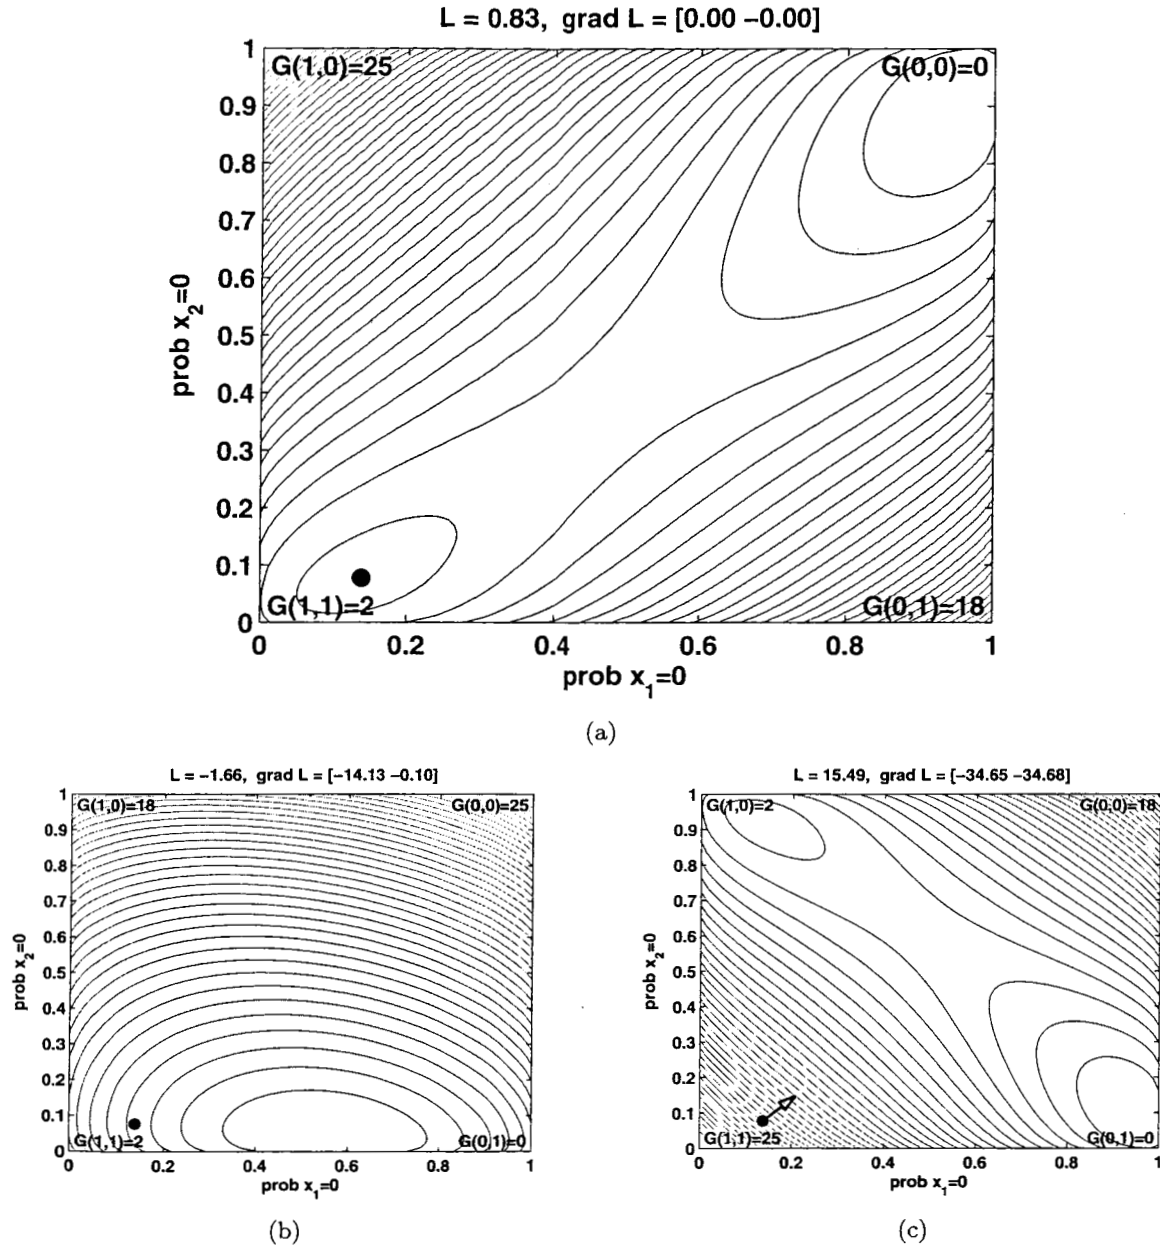 L = 0.83, grad L = [0.00 −0.00]
1
G(1,0)=25
G(0,0)=0
0.9
0.8
0.7
0.6
0.5
0.4
0.3
0.2
0.1
0
prob x2=0
G(1,1)=2
G(0,1)=18
0 0.2 0.4 0.6 0.8 1
prob x1=0
(a)
L = −1.66, grad L = [−14.13 −0.10]
1
G(1,0)=18
G(0,0)=25
0.9
0.8
0.7
0.6
0.5
0.4
0.3
0.2
0.1
0
prob x2=0
G(1,1)=2
G(0,1)=0
0 0.2 0.4 0.6 0.8 1
prob x1=0
(b)
L = 15.49, grad L = [−34.65 −34.68]
1
G(1,0)=2
G(0,0)=18
0.9
0.8
0.7
0.6
0.5
0.4
0.3
0.2
0.1
0
prob x2=0
G(1,1)=25
G(0,1)=0
0 0.2 0.4 0.6 0.8 1
prob x1=0
(c)